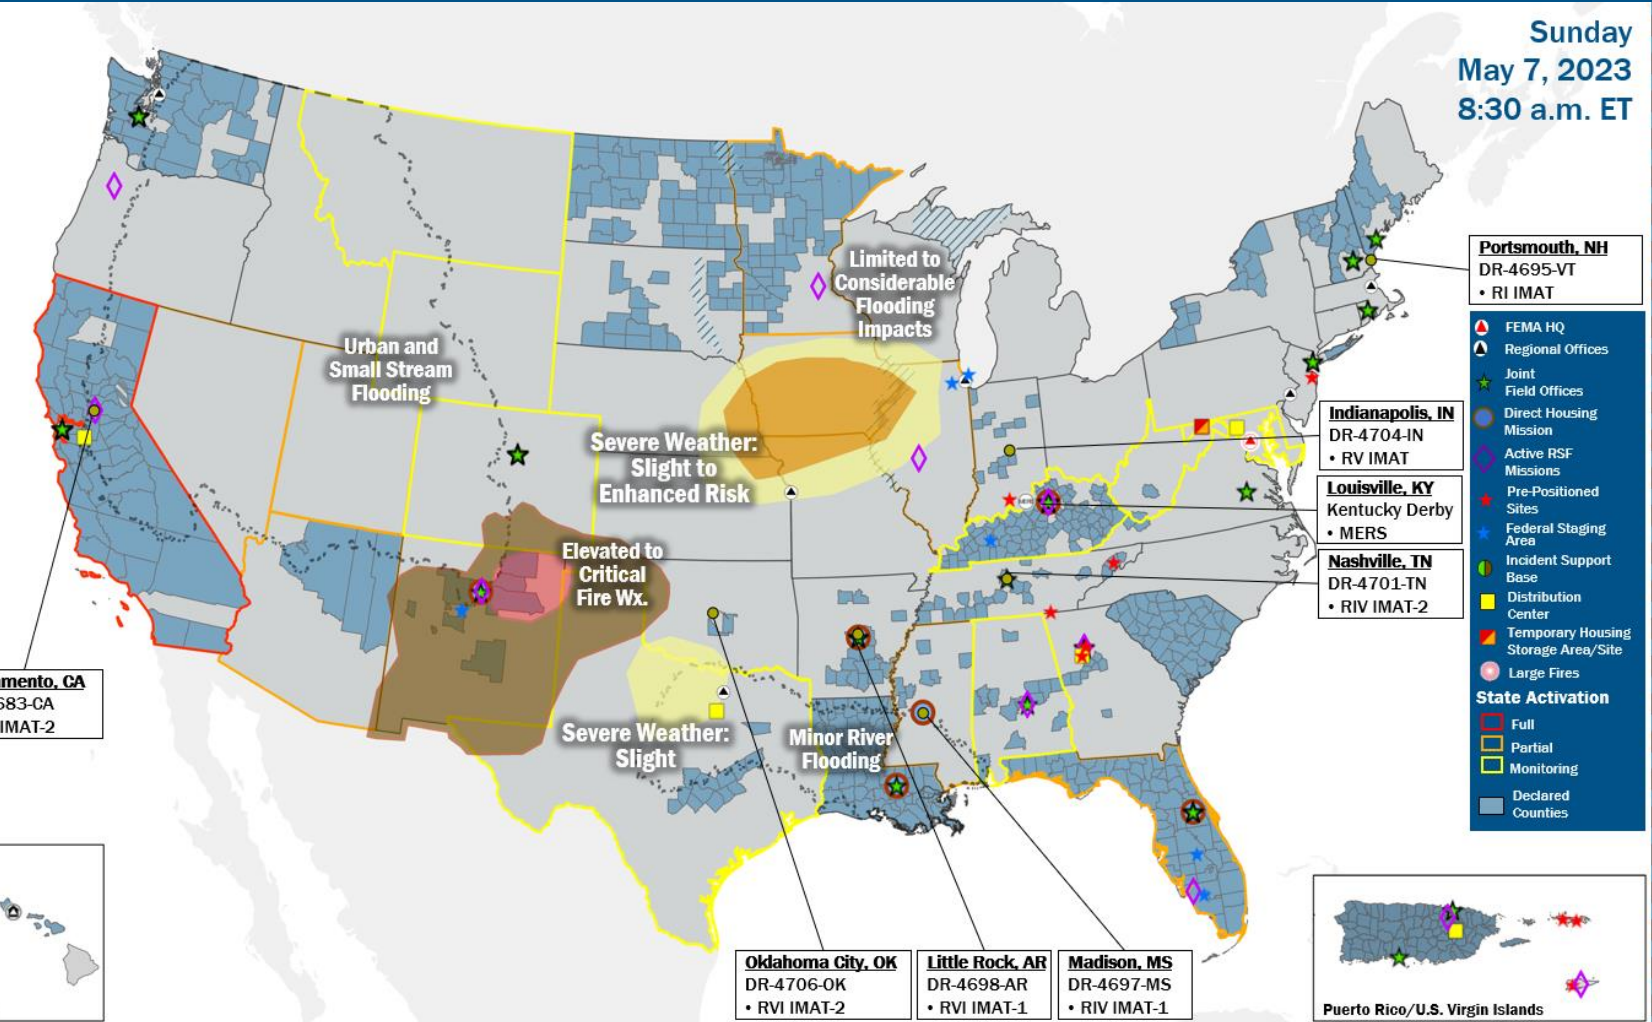 Sunday
May 7, 2023
8:30 a.m. ET
Limited to
Considerable
Flooding
Impacts
Urban and
Small Stream
Flooding
Severe Weather:
Slight to
Enhanced Risk
Elevated to
Critical
Fire Wx.
Severe Weather:
Slight
Minor River
Flooding
Portsmouth, NH
DR-4695-VT
• RI IMAT
Indianapolis, IN
DR-4704-IN
• RV IMAT
Louisville, KY
Kentucky Derby
• MERS
Nashville, TN
DR-4701-TN
• RIV IMAT-2
mento, CA
683-CA
IMAT-2
Oklahoma City, OK
DR-4706-OK
• RVI IMAT-2
Little Rock, AR
DR-4698-AR
• RVI IMAT-1
Madison, MS
DR-4697-MS
• RIV IMAT-1
FEMA HQ
Regional Offices
Joint
Field Offices
Direct Housing
Mission
Active RSF
Missions
Pre-Positioned
Sites
Federal Staging
Area
Incident Support
Base
Distribution
Center
Temporary Housing
Storage Area/Site
Large Fires
State Activation
Full
Partial
Monitoring
Declared
Counties
Puerto Rico/U.S. Virgin Islands